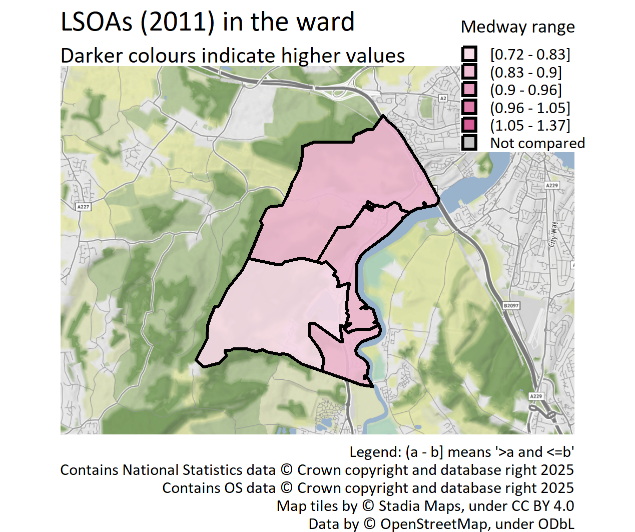 LSOAs (2011) in the ward
Darker colours indicate higher values
Medway range
[0.72 - 0.83]
(0.83 - 0.9]
(0.9 - 0.96]
(0.96 - 1.05]
(1.05 - 1.37]
Not compared
A2
A227
A229
City Way
B2097
A229
Legend: (a - b] means '>a and <=b'
Contains National Statistics data © Crown copyright and database right 2025
Contains OS data © Crown copyright and database right 2025
Map tiles by © Stadia Maps, under CC BY 4.0
Data by © OpenStreetMap, under ODbL